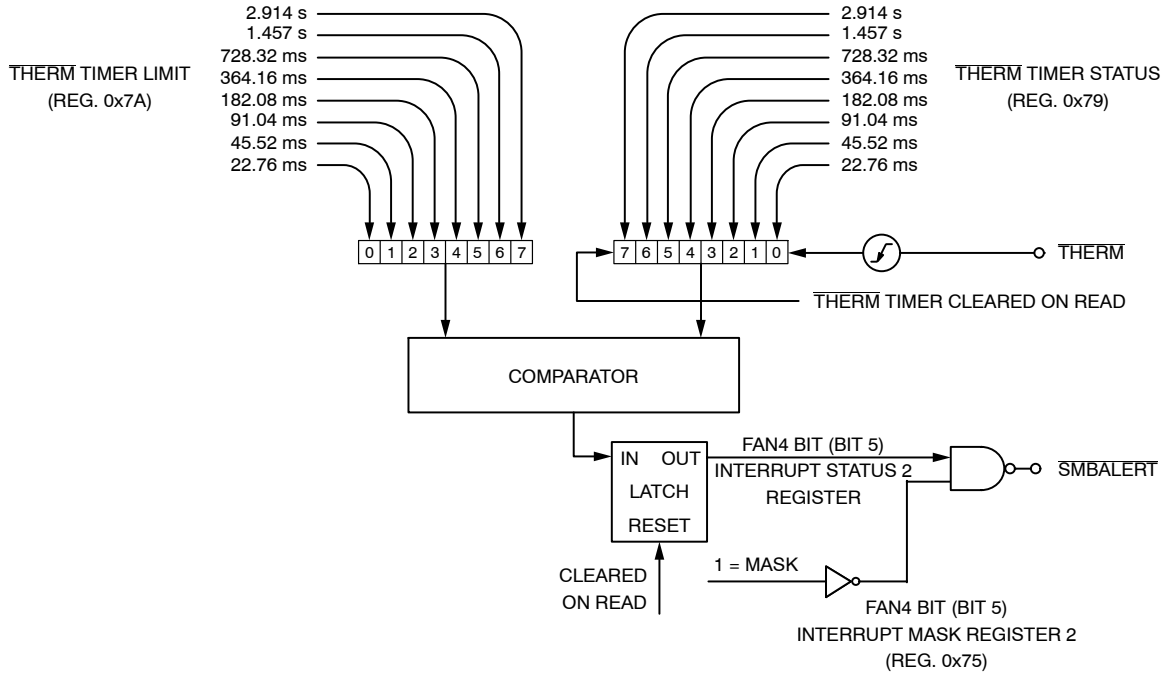 2.914 s
1.457 s
728.32 ms
364.16 ms
182.08 ms
91.04 ms
45.52 ms
22.76 ms
THERM TIMER LIMIT
(REG. 0x7A)
2.914 s
1.457 s
728.32 ms
364.16 ms
182.08 ms
91.04 ms
45.52 ms
22.76 ms
THERM TIMER STATUS
(REG. 0x79)
0 1 2 3 4 5 6 7
7 6 5 4 3 2 1 0
THERM
THERM TIMER CLEARED ON READ
COMPARATOR
IN OUT
LATCH
RESET
FAN4 BIT (BIT 5)
INTERRUPT STATUS 2
REGISTER
SMBALERT
CLEARED
ON READ
1 = MASK
FAN4 BIT (BIT 5)
INTERRUPT MASK REGISTER 2
(REG. 0x75)